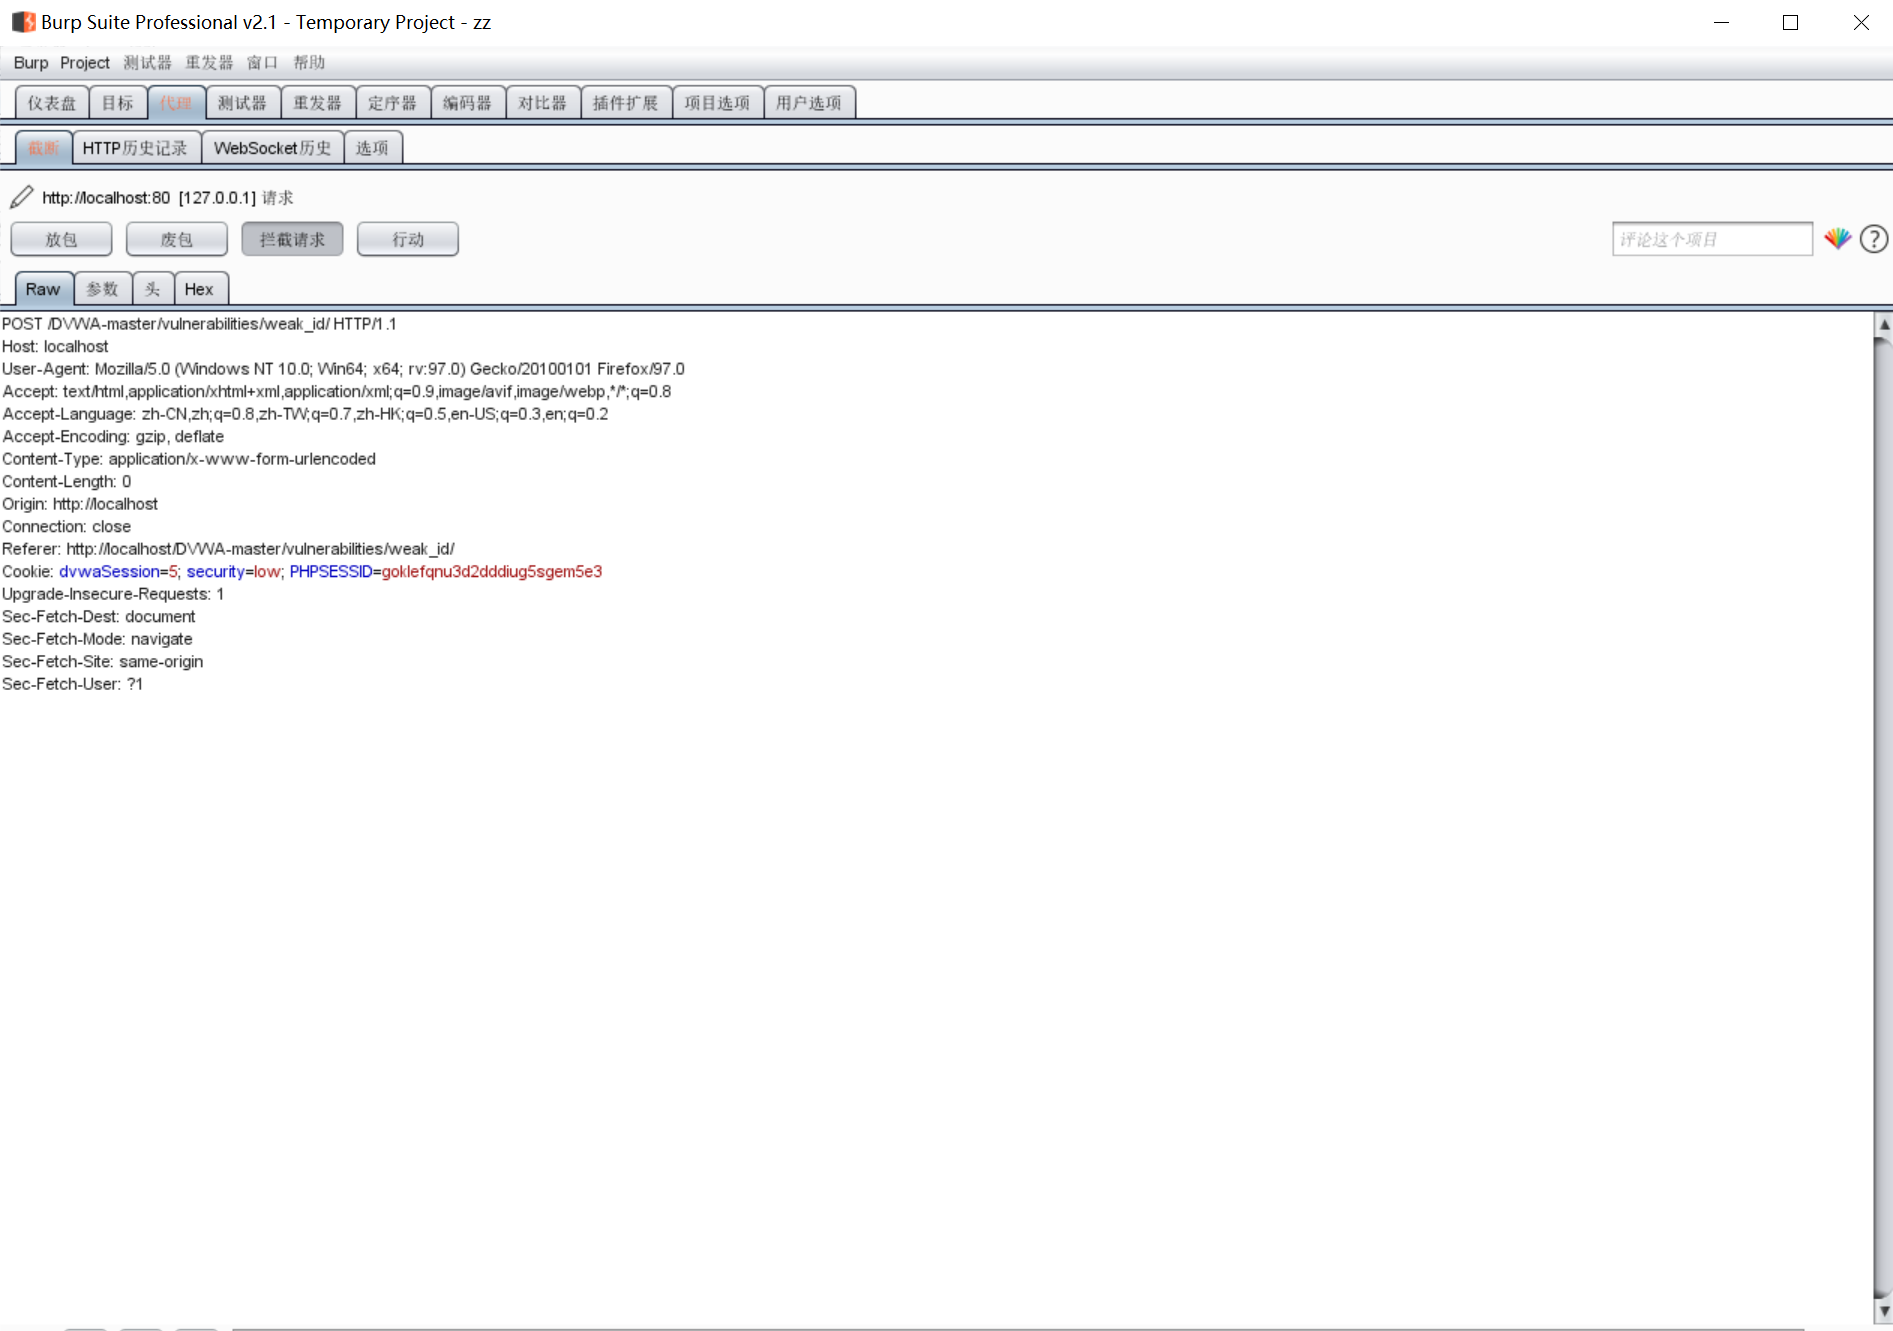 Burp Suite Professional v2.1 - Temporary Project - zz
Burp Project 测试器 重发器 窗口 帮助
仪表盘 目标 代理 测试器 重发器 定序器 编码器 对比器 插件扩展 项目选项 用户选项
截断 HTTP历史记录 WebSocket历史 选项
http://localhost:80 [127.0.0.1] 请求
放包 废包 拦截请求 行动 评论这个项目 ?
Raw 参数 头 Hex
POST /DVWA-master/vulnerabilities/weak_id/ HTTP/1.1
Host: localhost
User-Agent: Mozilla/5.0 (Windows NT 10.0; Win64; x64; rv:97.0) Gecko/20100101 Firefox/97.0
Accept: text/html,application/xhtml+xml,application/xml;q=0.9,image/avif,image/webp,*/*;q=0.8
Accept-Language: zh-CN,zh;q=0.8,zh-TW;q=0.7,zh-HK;q=0.5,en-US;q=0.3,en;q=0.2
Accept-Encoding: gzip, deflate
Content-Type: application/x-www-form-urlencoded
Content-Length: 0
Origin: http://localhost
Connection: close
Referer: http://localhost/DVWA-master/vulnerabilities/weak_id/
Cookie: dvwaSession=5; security=low; PHPSESSID=goklefqnu3d2dddiug5sgem5e3
Upgrade-Insecure-Requests: 1
Sec-Fetch-Dest: document
Sec-Fetch-Mode: navigate
Sec-Fetch-Site: same-origin
Sec-Fetch-User: ?1